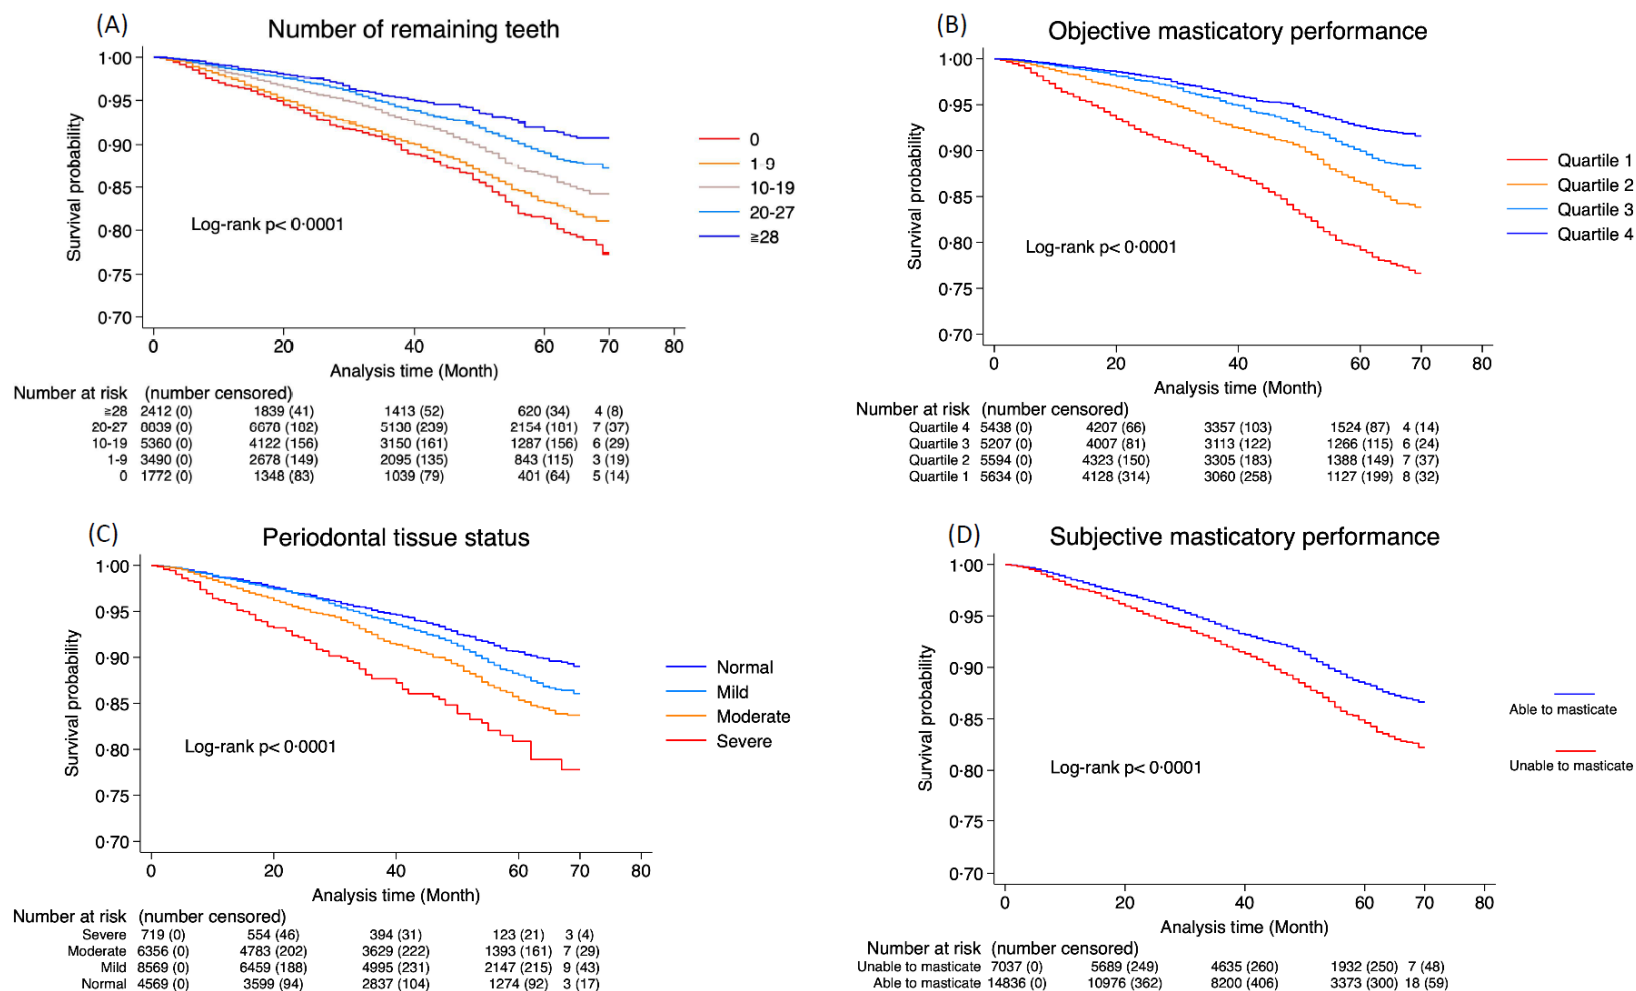 (A)
Number of remaining teeth
1·00
0·95
0·90
0·85
0·80
0·75
0·70
Survival probability
Log-rank p< 0·0001
0
1-9
10-19
20-27
≧28
0 20 40 60 70 80
Analysis time (Month)
Number at risk (number censored)
≧28 2412 (0) 1839 (41) 1413 (52) 620 (34) 4 (8)
20-27 8839 (0) 6678 (182) 5138 (239) 2154 (181) 7 (37)
10-19 5360 (0) 4122 (156) 3150 (161) 1287 (156) 6 (29)
1-9 3490 (0) 2678 (149) 2095 (135) 843 (115) 3 (19)
0 1772 (0) 1348 (83) 1039 (79) 401 (64) 5 (14)
(B)
Objective masticatory performance
1·00
0·95
0·90
0·85
0·80
0·75
0·70
Survival probability
Log-rank p< 0·0001
Quartile 1
Quartile 2
Quartile 3
Quartile 4
0 20 40 60 70 80
Analysis time (Month)
Number at risk (number censored)
Quartile 4 5438 (0) 4207 (66) 3357 (103) 1524 (87) 4 (14)
Quartile 3 5207 (0) 4007 (81) 3113 (122) 1266 (115) 6 (24)
Quartile 2 5594 (0) 4323 (150) 3305 (183) 1388 (149) 7 (37)
Quartile 1 5634 (0) 4128 (314) 3060 (258) 1127 (199) 8 (32)
(C)
Periodontal tissue status
1·00
0·95
0·90
0·85
0·80
0·75
0·70
Survival probability
Log-rank p< 0·0001
Normal
Mild
Moderate
Severe
0 20 40 60 70 80
Analysis time (Month)
Number at risk (number censored)
Severe 719 (0) 554 (46) 394 (31) 123 (21) 3 (4)
Moderate 6356 (0) 4783 (202) 3629 (222) 1393 (161) 7 (29)
Mild 8569 (0) 6459 (188) 4995 (231) 2147 (215) 9 (43)
Normal 4569 (0) 3599 (94) 2837 (104) 1274 (92) 3 (17)
(D)
Subjective masticatory performance
1·00
0·95
0·90
0·85
0·80
0·75
0·70
Survival probability
Log-rank p< 0·0001
Able to masticate
Unable to masticate
0 20 40 60 70 80
Analysis time (Month)
Number at risk (number censored)
Unable to masticate 7037 (0) 5689 (249) 4635 (260) 1932 (250) 7 (48)
Able to masticate 14836 (0) 10976 (362) 8200 (406) 3373 (300) 18 (59)